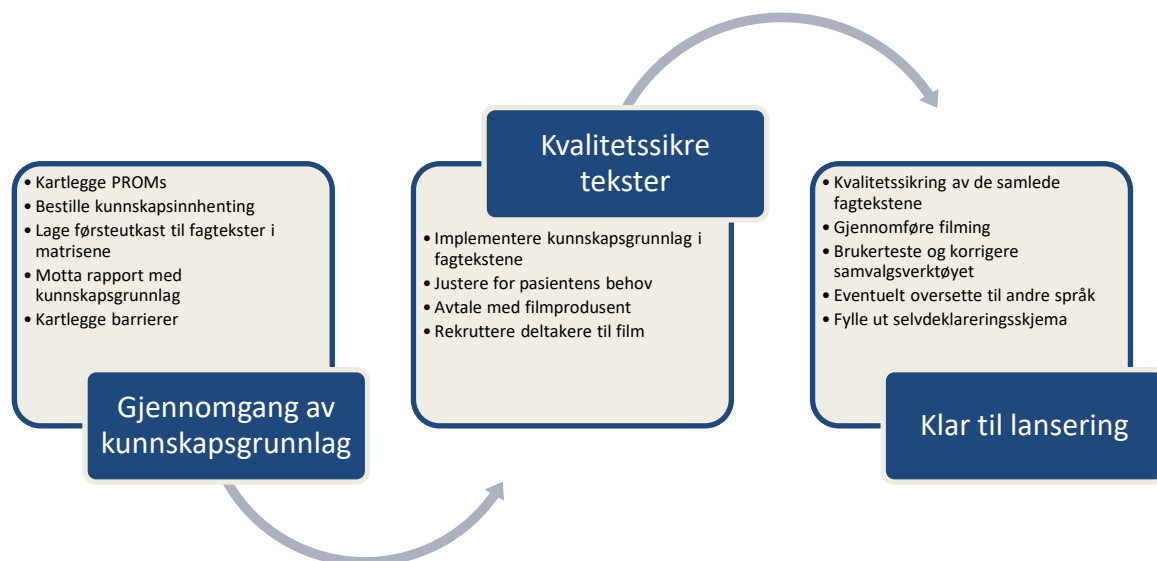 • Kartlegge PROMs
• Bestille kunnskapsinnhenting
• Lage førsteutkast til fagtekster i
matrisene
• Motta rapport med
kunnskapsgrunnlag
• Kartlegge barrierer
Gjennomgang av
kunnskapsgrunnlag
Kvalitetssikre
tekster
• Implementere kunnskapsgrunnlag i
fagtekstene
• Justere for pasientens behov
• Avtale med filmprodusent
• Rekruttere deltakere til film
• Kvalitetssikring av de samlede
fagtekstene
• Gjennomføre filming
• Brukerteste og korrigere
samvalgsverktøyet
• Eventuelt oversette til andre språk
• Fylle ut selvdeklareringsskjema
Klar til lansering